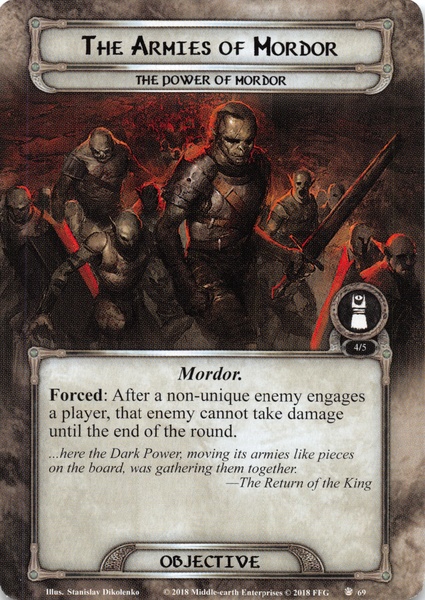 The Armies of Mordor
The Power of Mordor
4/5
Mordor.
Forced: After a non-unique enemy engages
a player, that enemy cannot take damage
until the end of the round.
...here the Dark Power, moving its armies like pieces
on the board, was gathering them together.
—The Return of the King
Objective
Illus. Stanislav Dikolenko © 2018 Middle-earth Enterprises © 2018 FFG 69